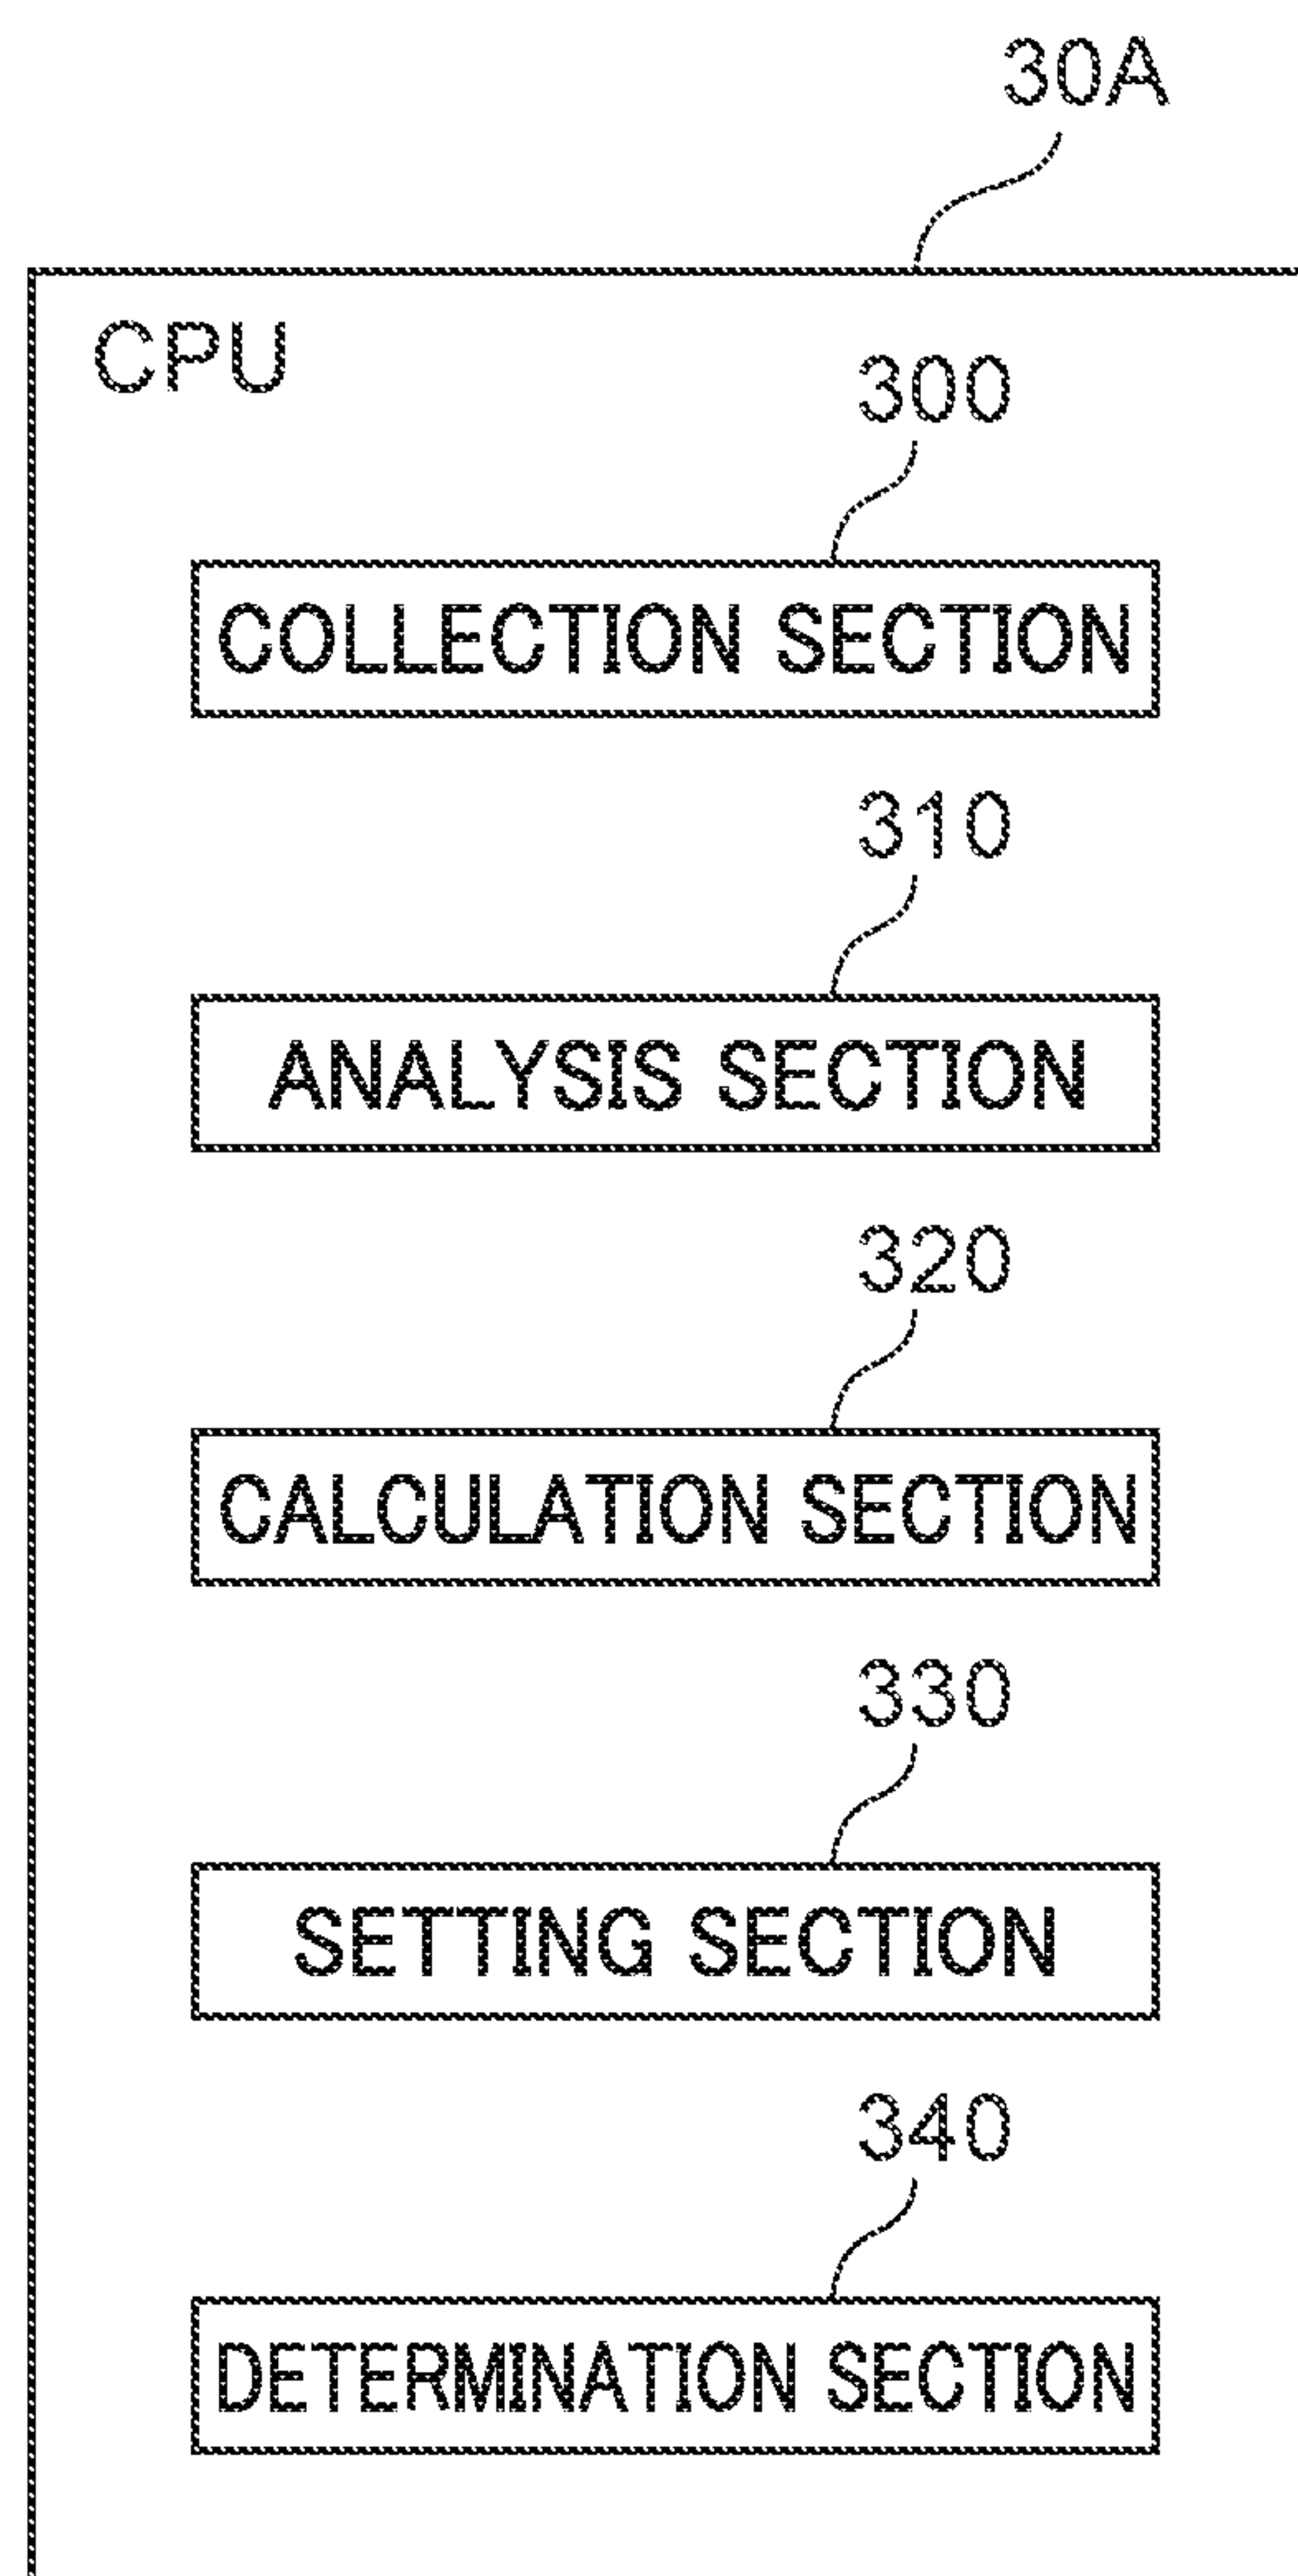 30A
CPU
300
COLLECTION SECTION
310
ANALYSIS SECTION
320
CALCULATION SECTION
330
SETTING SECTION
340
DETERMINATION SECTION